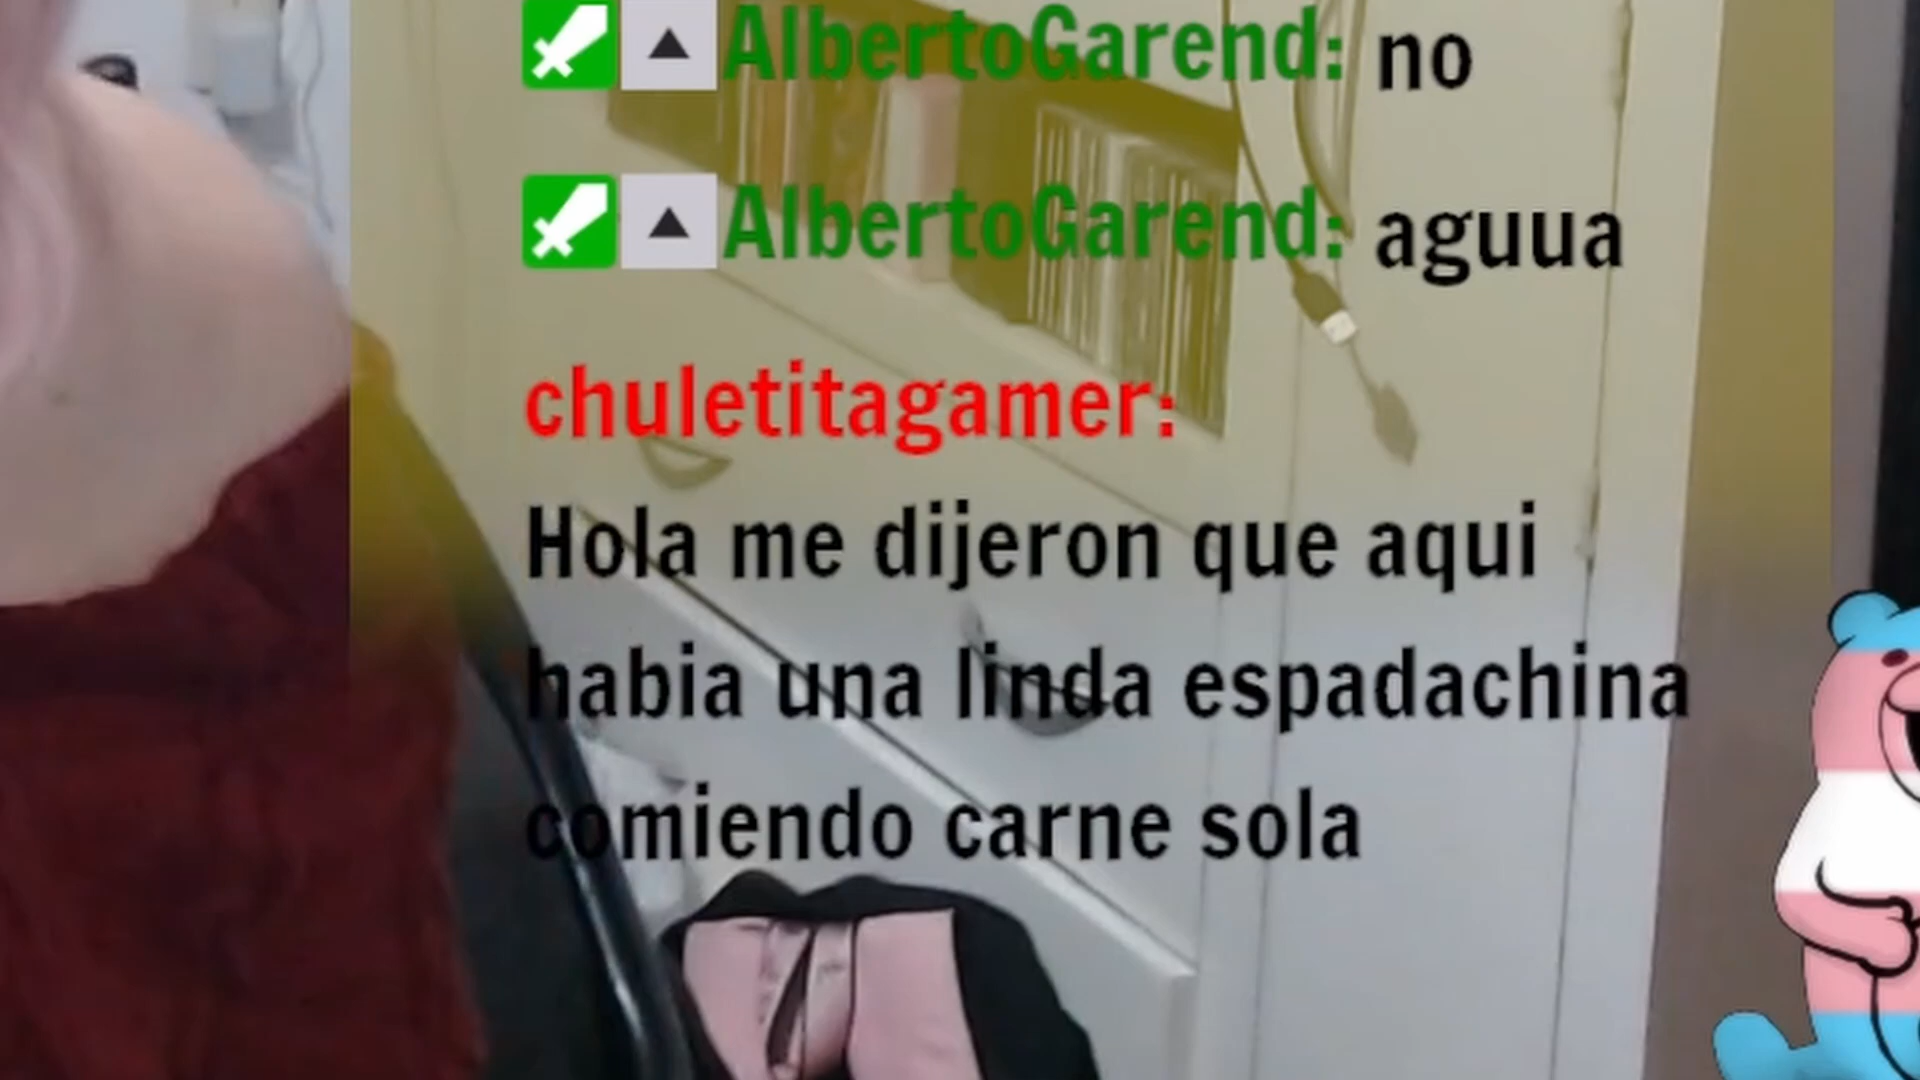 AlbertoGarend: no
AlbertoGarend: aguua
chuletitagamer:
Hola me dijeron que aqui
habia una linda espadachina
comiendo carne sola